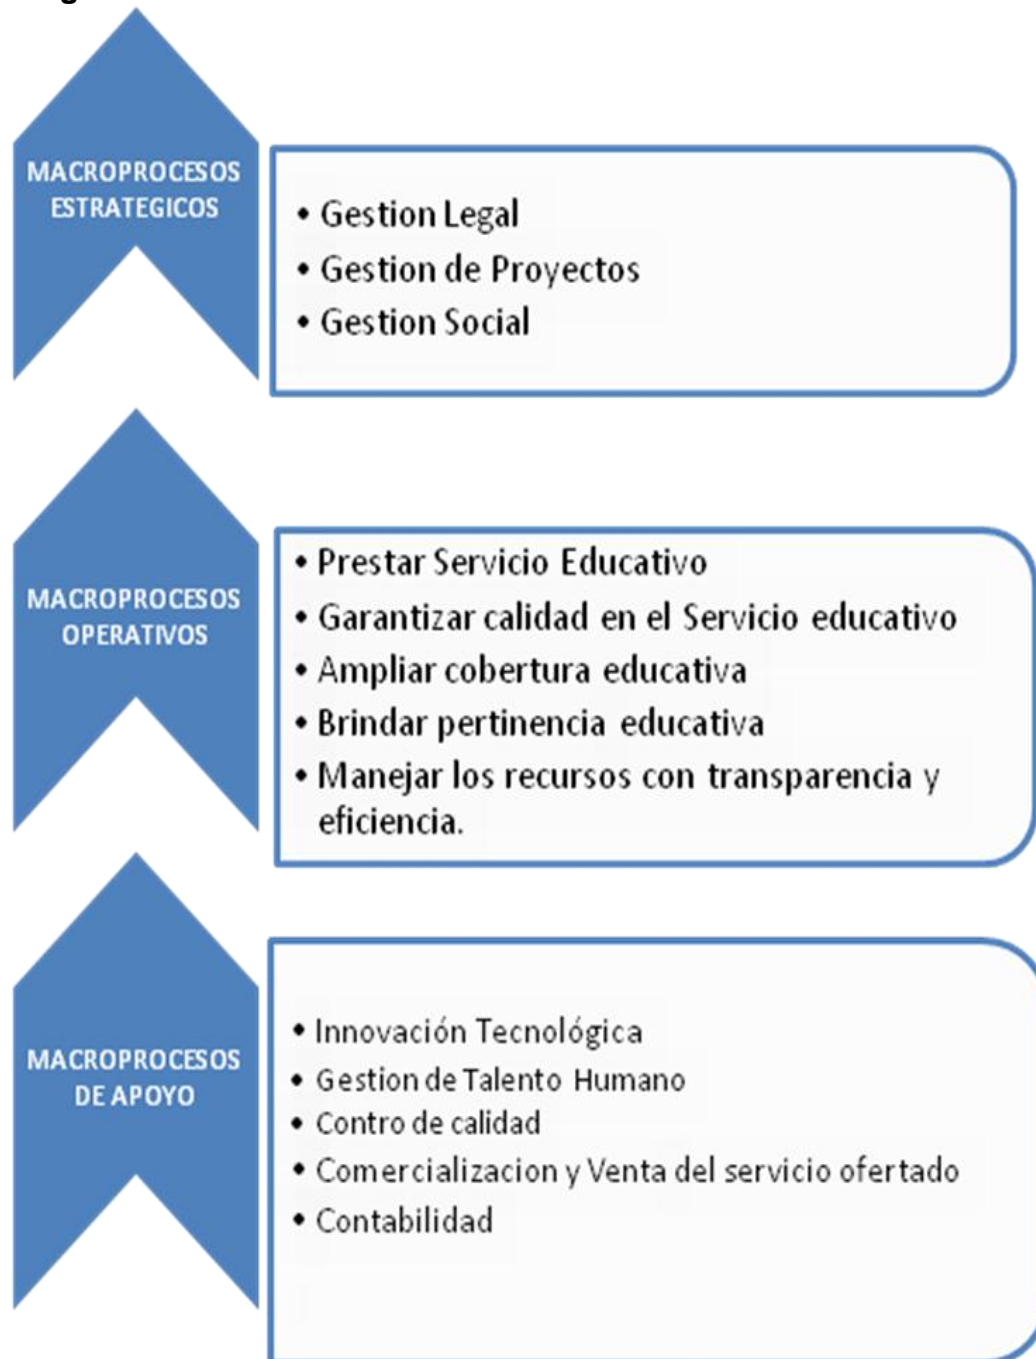 MACROPROCESOS
ESTRATEGICOS
• Gestion Legal
• Gestion de Proyectos
• Gestion Social
MACROPROCESOS
OPERATIVOS
• Prestar Servicio Educativo
• Garantizar calidad en el Servicio educativo
• Ampliar cobertura educativa
• Brindar pertinencia educativa
• Manejar los recursos con transparencia y
eficiencia.
MACROPROCESOS
DE APOYO
• Innovación Tecnológica
• Gestion de Talento Humano
• Contro de calidad
• Comercializacion y Venta del servicio ofertado
• Contabilidad